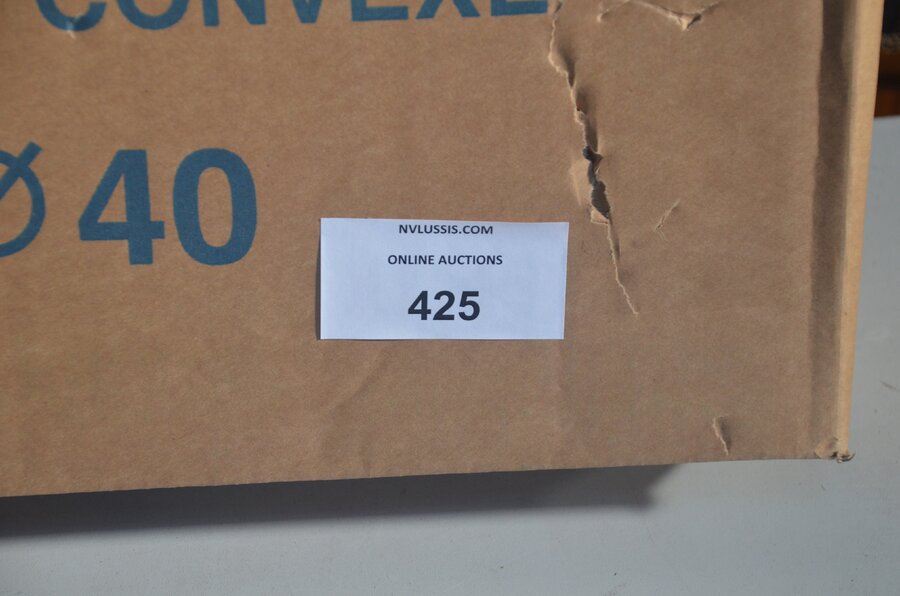 CONVEXE
Ø 40
NVLUSSIS.COM
ONLINE AUCTIONS
425